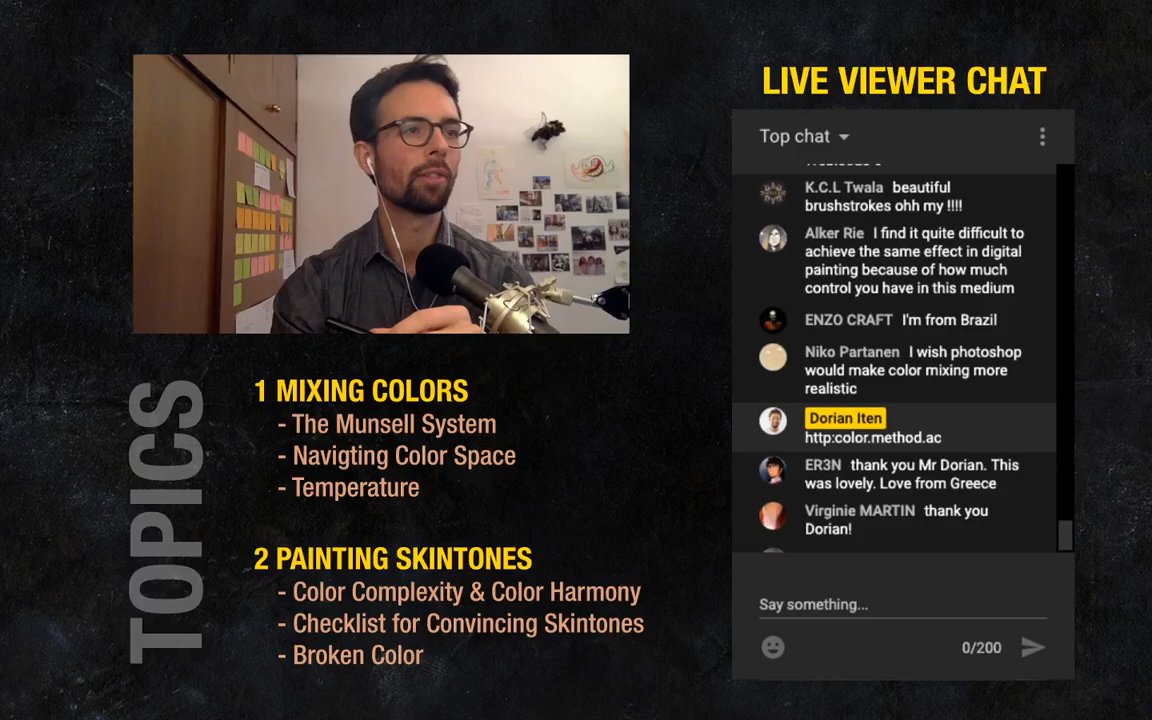 LIVE VIEWER CHAT
Top chat
K.C.L Twala beautiful
brushstrokes ohh my !!!!
Alker Rie I find it quite difficult to
achieve the same effect in digital
painting because of how much
control you have in this medium
ENZO CRAFT I'm from Brazil
Niko Partanen I wish photoshop
would make color mixing more
realistic
Dorian Iten
http:color.method.ac
ER3N thank you Mr Dorian. This
was lovely. Love from Greece
Virginie MARTIN thank you
Dorian!
Say something...
0/200
TOPICS
1 MIXING COLORS
- The Munsell System
- Navigting Color Space
- Temperature
2 PAINTING SKINTONES
- Color Complexity & Color Harmony
- Checklist for Convincing Skintones
- Broken Color